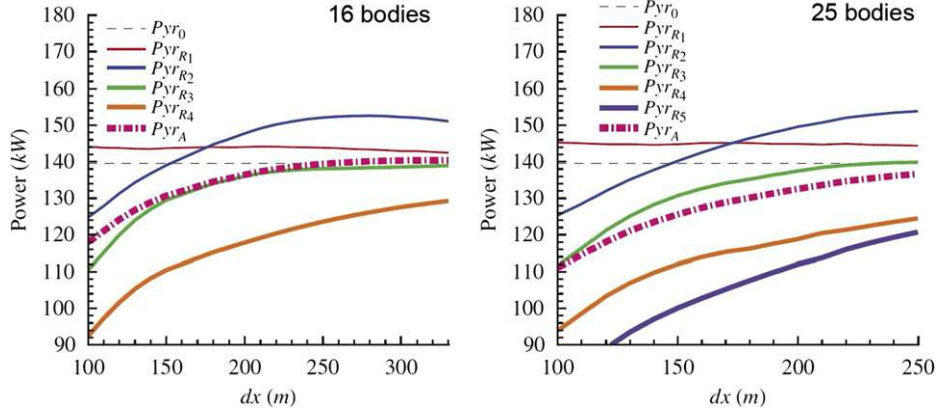 16 bodies
Pyr0
PyrR1
PyrR2
PyrR3
PyrR4
PyrA
180
170
160
150
140
130
120
110
100
90
Power (kW)
100 150 200 250 300
dx (m)
25 bodies
Pyr0
PyrR1
PyrR2
PyrR3
PyrR4
PyrR5
PyrA
180
170
160
150
140
130
120
110
100
90
Power (kW)
100 150 200 250
dx (m)